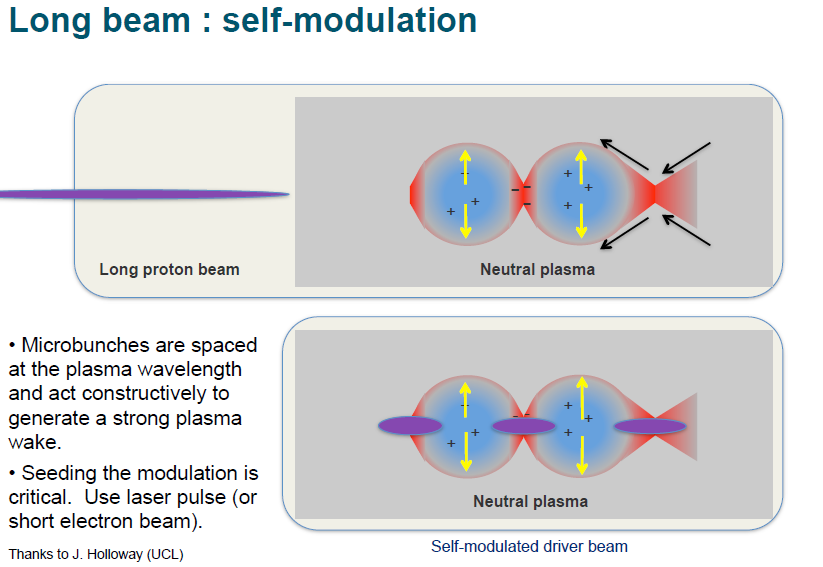 Long beam : self-modulation
Long proton beam
Neutral plasma
• Microbunches are spaced
at the plasma wavelength
and act constructively to
generate a strong plasma
wake.
• Seeding the modulation is
critical. Use laser pulse (or
short electron beam).
Thanks to J. Holloway (UCL)
Neutral plasma
Self-modulated driver beam